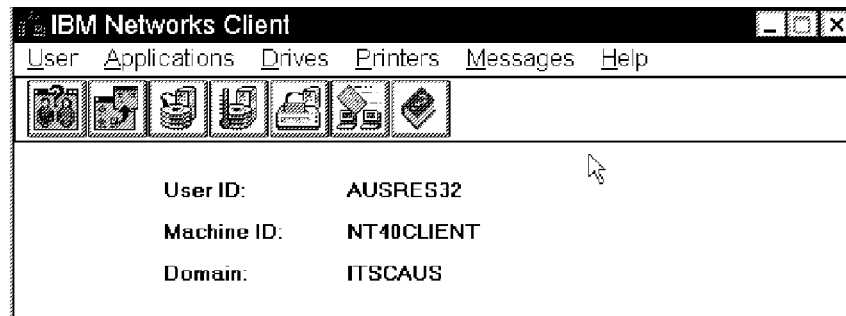 IBM Networks Client
User Applications Drives Printers Messages Help
User ID: AUSRES32
Machine ID: NT40CLIENT
Domain: ITSCAUS